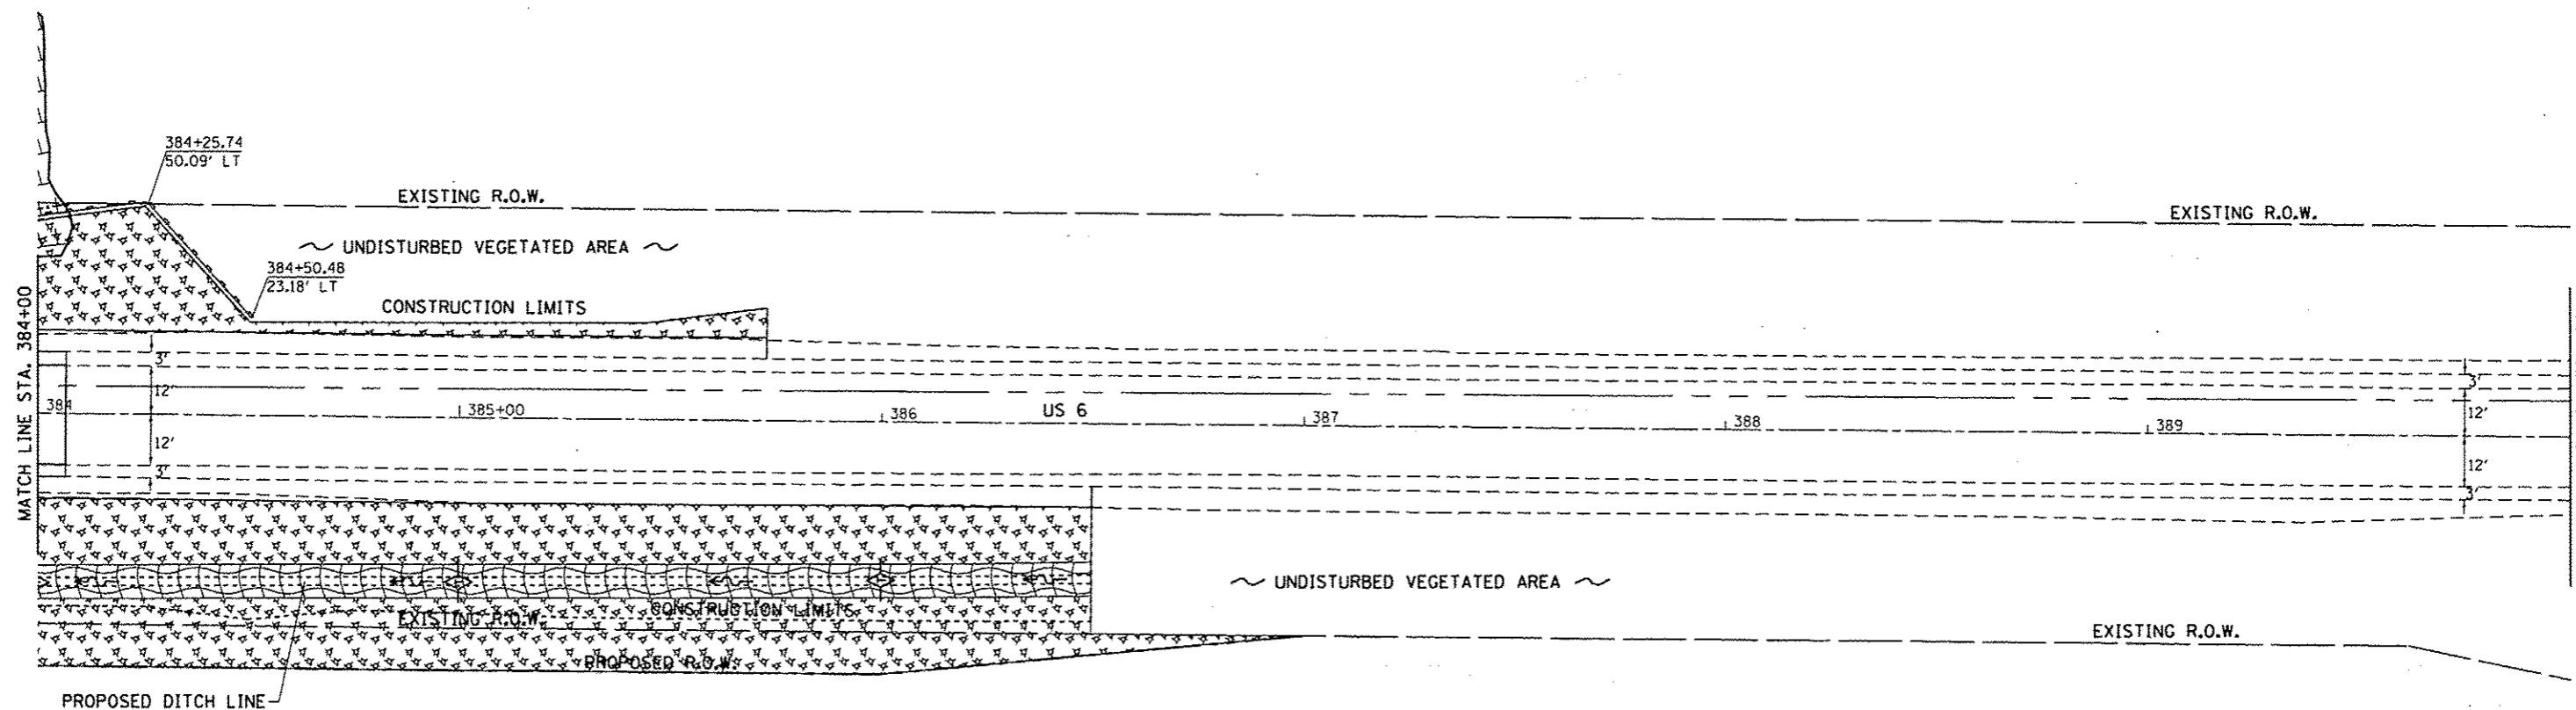 384+25.74
50.09' LT
EXISTING R.O.W.
EXISTING R.O.W.
UNDISTURBED VEGETATED AREA
384+50.48
23.18' LT
CONSTRUCTION LIMITS
MATCH LINE STA. 384+00
3'
12'
384
385+00
386
US 6
387
388
389
12'
3'
3'
12'
12'
3'
UNDISTURBED VEGETATED AREA
CONSTRUCTION LIMITS
EXISTING R.O.W.
EXISTING R.O.W.
PROPOSED R.O.W.
PROPOSED DITCH LINE